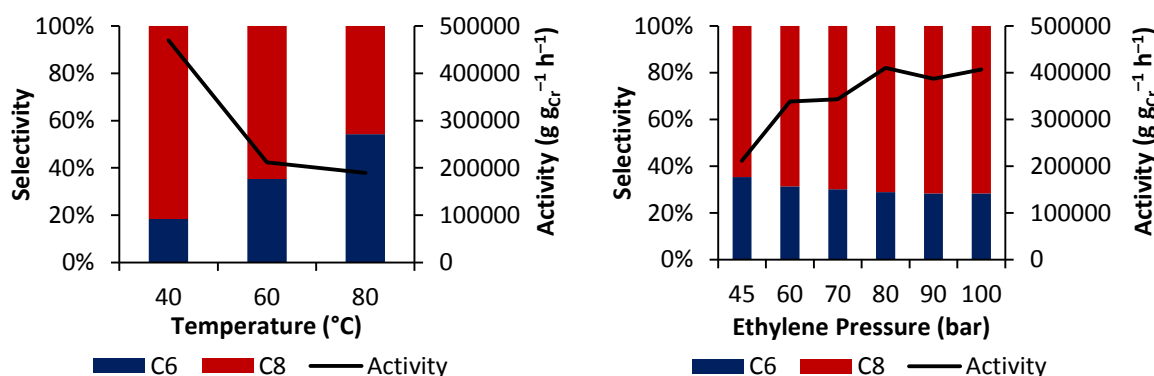 100%
80%
60%
40%
20%
0%
Selectivity
500000
400000
300000
200000
100000
0
Activity (g gCr⁻¹ h⁻¹)
40 60 80
Temperature (°C)
C6 C8 Activity
100%
80%
60%
40%
20%
0%
Selectivity
500000
400000
300000
200000
100000
0
Activity (g gCr⁻¹ h⁻¹)
45 60 70 80 90 100
Ethylene Pressure (bar)
C6 C8 Activity